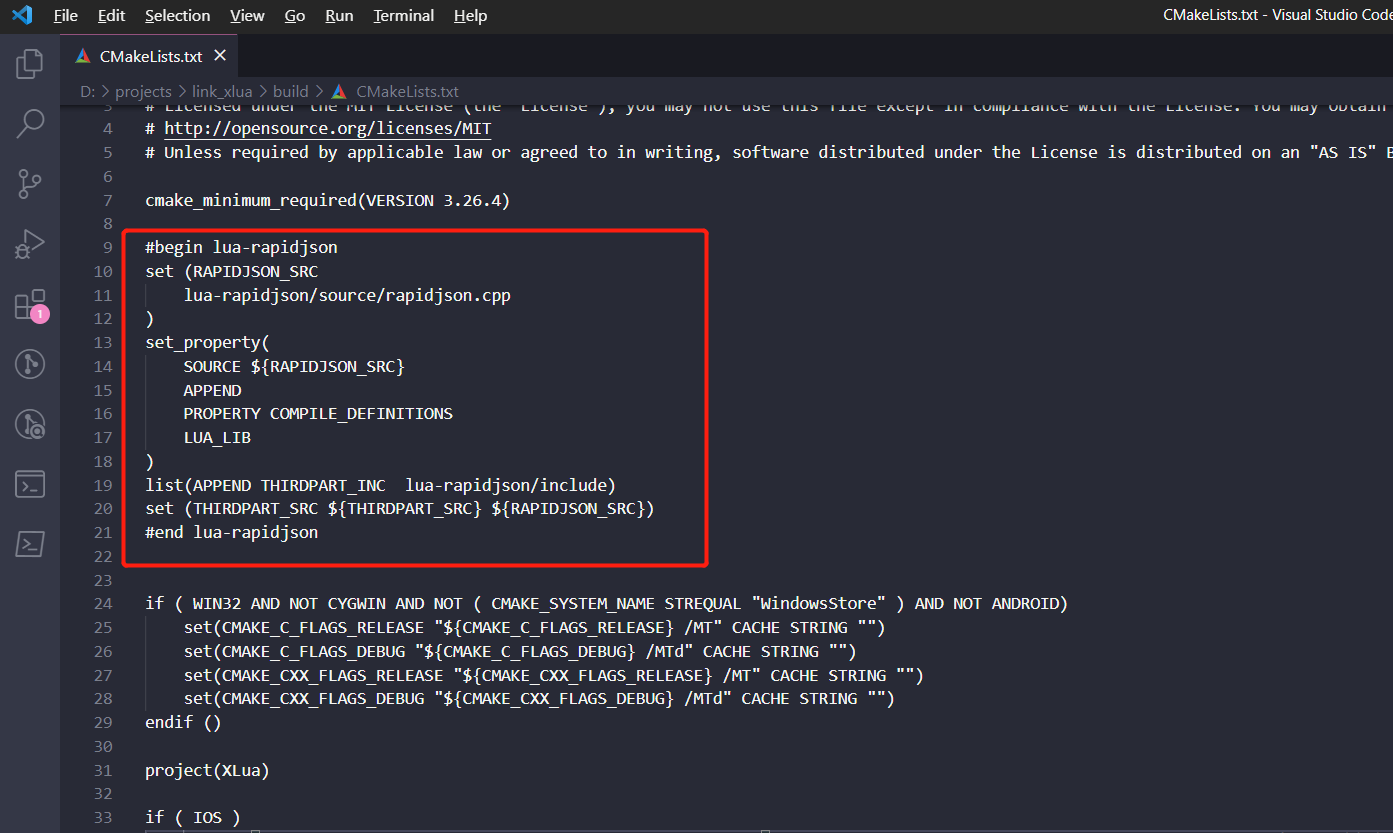 File Edit Selection View Go Run Terminal Help CMakeLists.txt - Visual Studio Code
CMakeLists.txt
D: > projects > link_xlua > build > CMakeLists.txt
3 # Licensed under the MIT License (the "License"); you may not use this file except in compliance with the License. You may obtain
4 # http://opensource.org/licenses/MIT
5 # Unless required by applicable law or agreed to in writing, software distributed under the License is distributed on an "AS IS" B
6
7 cmake_minimum_required(VERSION 3.26.4)
8
9 #begin lua-rapidjson
10 set (RAPIDJSON_SRC
11     lua-rapidjson/source/rapidjson.cpp
12 )
13 set_property(
14     SOURCE ${RAPIDJSON_SRC}
15     APPEND
16     PROPERTY COMPILE_DEFINITIONS
17     LUA_LIB
18 )
19 list(APPEND THIRDPART_INC  lua-rapidjson/include)
20 set (THIRDPART_SRC ${THIRDPART_SRC} ${RAPIDJSON_SRC})
21 #end lua-rapidjson
22
23
24 if ( WIN32 AND NOT CYGWIN AND NOT ( CMAKE_SYSTEM_NAME STREQUAL "WindowsStore" ) AND NOT ANDROID)
1
25     set(CMAKE_C_FLAGS_RELEASE "${CMAKE_C_FLAGS_RELEASE} /MT" CACHE STRING "")
26     set(CMAKE_C_FLAGS_DEBUG "${CMAKE_C_FLAGS_DEBUG} /MTd" CACHE STRING "")
27     set(CMAKE_CXX_FLAGS_RELEASE "${CMAKE_CXX_FLAGS_RELEASE} /MT" CACHE STRING "")
28     set(CMAKE_CXX_FLAGS_DEBUG "${CMAKE_CXX_FLAGS_DEBUG} /MTd" CACHE STRING "")
29 endif ()
30
31 project(XLua)
32
33 if ( IOS )